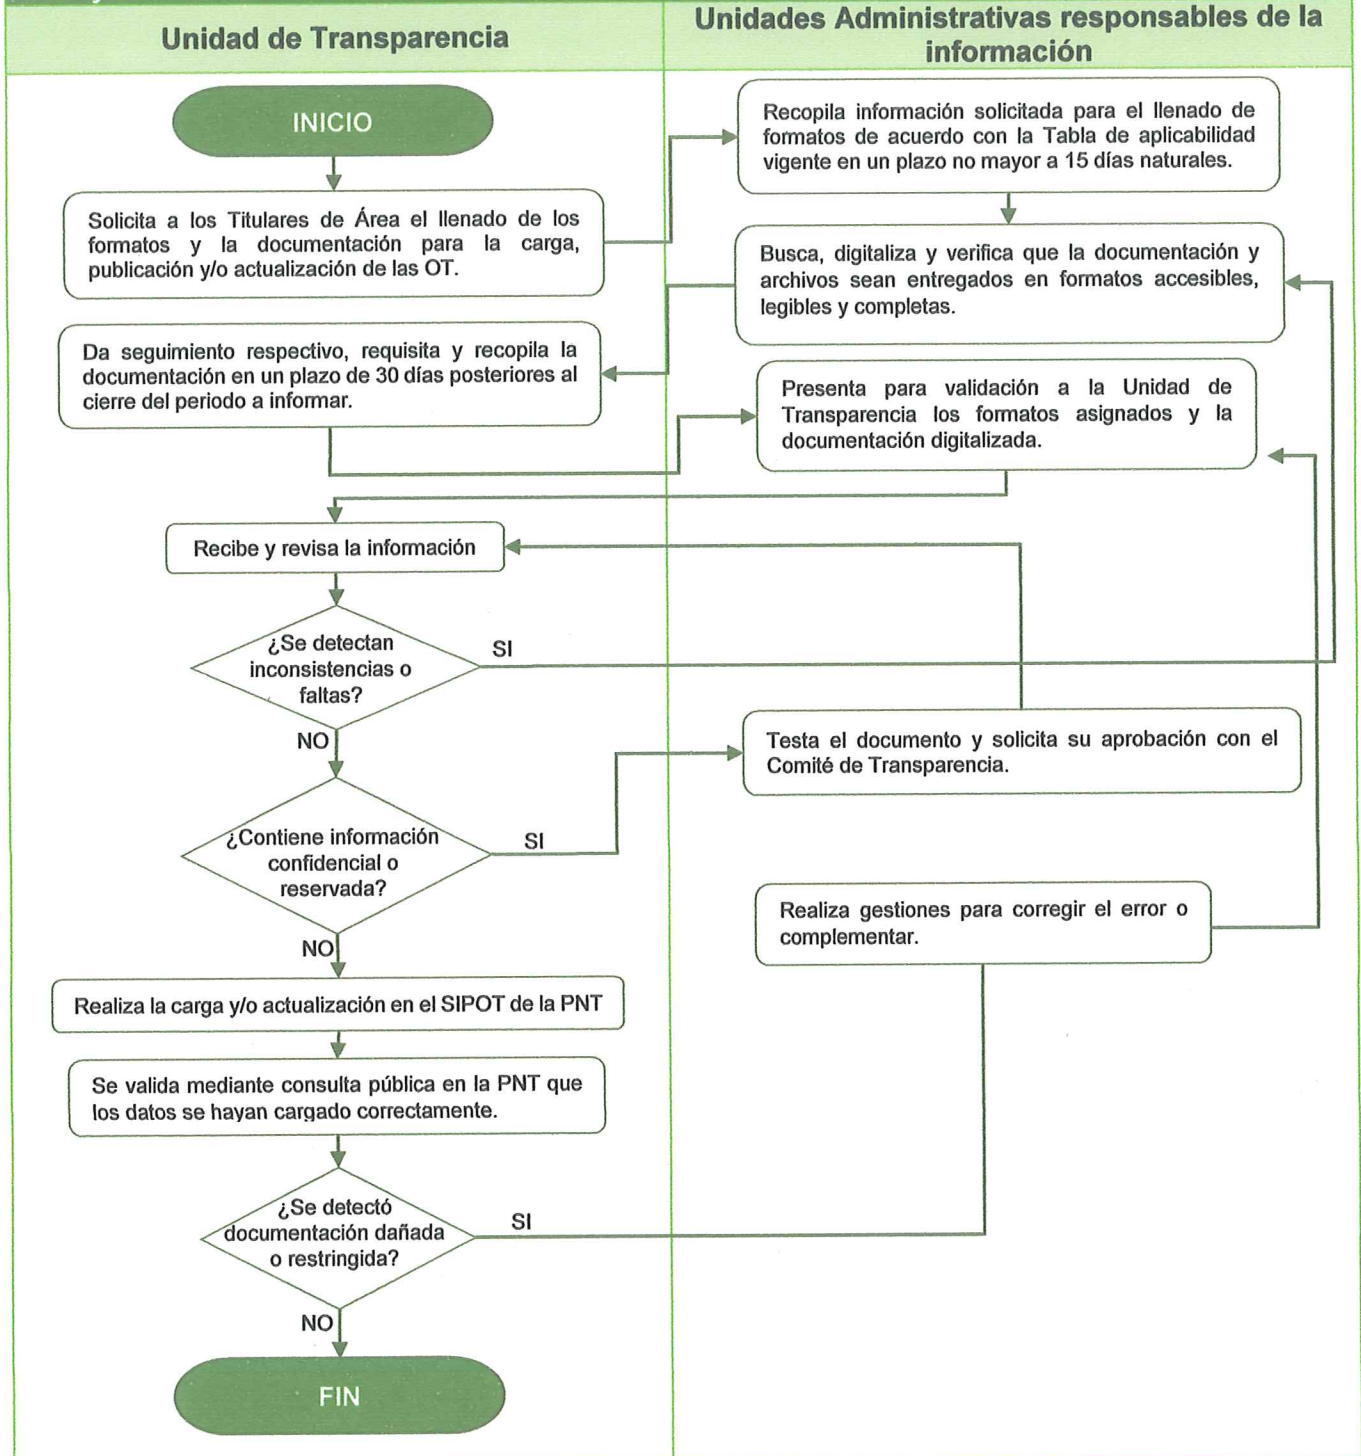 Unidad de Transparencia
Unidades Administrativas responsables de la
información
INICIO
Recopila información solicitada para el llenado de
formatos de acuerdo con la Tabla de aplicabilidad
vigente en un plazo no mayor a 15 días naturales.
Solicita a los Titulares de Área el llenado de los
formatos y la documentación para la carga,
publicación y/o actualización de las OT.
Busca, digitaliza y verifica que la documentación y
archivos sean entregados en formatos accesibles,
legibles y completas.
Da seguimiento respectivo, requisita y recopila la
documentación en un plazo de 30 días posteriores al
cierre del periodo a informar.
Presenta para validación a la Unidad de
Transparencia los formatos asignados y la
documentación digitalizada.
Recibe y revisa la información
¿Se detectan
inconsistencias o
faltas?
SI
NO
Testa el documento y solicita su aprobación con el
Comité de Transparencia.
¿Contiene información
confidencial o
reservada?
SI
NO
Realiza gestiones para corregir el error o
complementar.
Realiza la carga y/o actualización en el SIPOT de la PNT
Se valida mediante consulta pública en la PNT que
los datos se hayan cargado correctamente.
¿Se detectó
documentación dañada
o restringida?
SI
NO
FIN